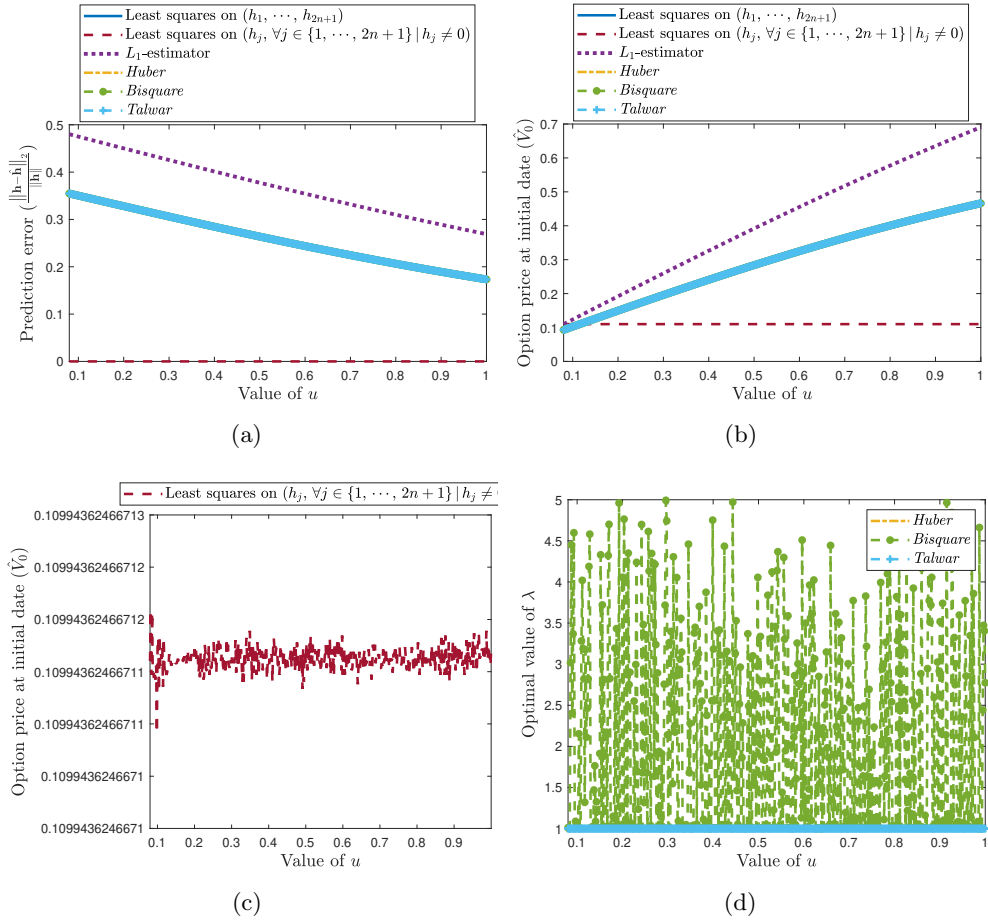 Least squares on (h₁, ⋯, h₂ₙ₊₁)
Least squares on (hⱼ, ∀j ∈ {1, ⋯, 2n + 1} | hⱼ ≠ 0)
L₁-estimator
Huber
Bisquare
Talwar
0.5
0.4
0.3
0.2
0.1
0
0.1 0.2 0.3 0.4 0.5 0.6 0.7 0.8 0.9 1
Prediction error (||h−ĥ||₂ / ||h||)
Value of u
(a)
Least squares on (h₁, ⋯, h₂ₙ₊₁)
Least squares on (hⱼ, ∀j ∈ {1, ⋯, 2n + 1} | hⱼ ≠ 0)
L₁-estimator
Huber
Bisquare
Talwar
0.7
0.6
0.5
0.4
0.3
0.2
0.1
0
0.1 0.2 0.3 0.4 0.5 0.6 0.7 0.8 0.9 1
Option price at initial date (V̂₀)
Value of u
(b)
Least squares on (hⱼ, ∀j ∈ {1, ⋯, 2n + 1} | hⱼ ≠
0.10994362466713
0.10994362466712
0.10994362466712
0.10994362466711
0.10994362466711
0.1099436246671
0.1099436246671
0.1 0.2 0.3 0.4 0.5 0.6 0.7 0.8 0.9
Option price at initial date (V̂₀)
Value of u
(c)
Huber
Bisquare
Talwar
5
4.5
4
3.5
3
2.5
2
1.5
1
0.1 0.2 0.3 0.4 0.5 0.6 0.7 0.8 0.9 1
Optimal value of λ
Value of u
(d)